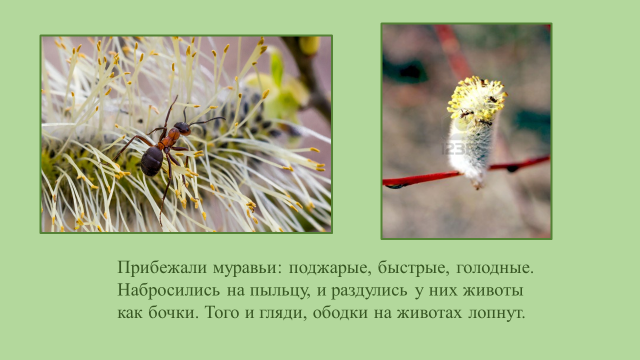 Прибежали муравьи: поджарые, быстрые, голодные.
Набросились на пыльцу, и раздулись у них животы
как бочки. Того и гляди, ободки на животах лопнут.